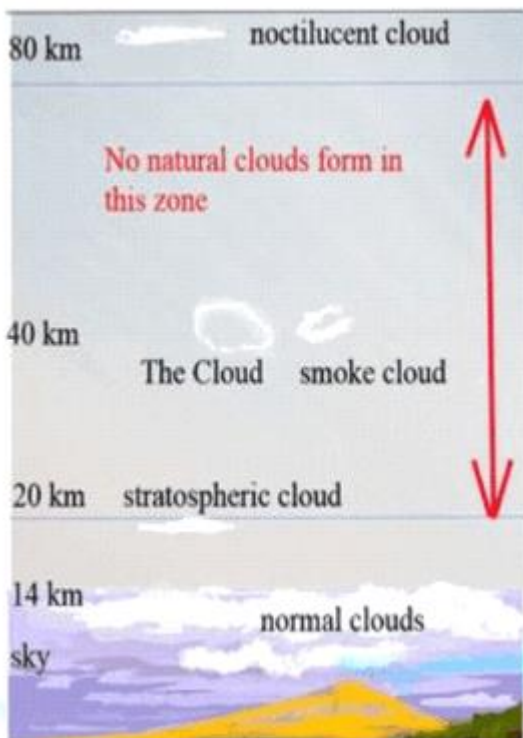 80 km
noctilucent cloud
No natural clouds form in
this zone
40 km
The Cloud
smoke cloud
20 km
stratospheric cloud
14 km
normal clouds
sky